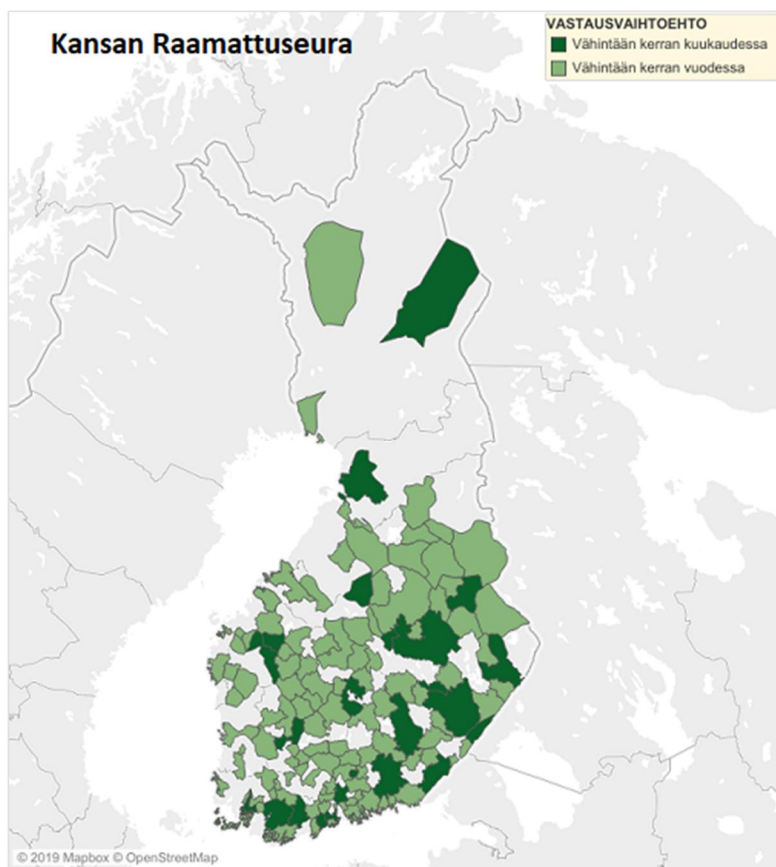 Kansan Raamattuseura
VASTAUSVAIHTOEHTO
Vähintään kerran kuukaudessa
Vähintään kerran vuodessa
© 2019 Mapbox © OpenStreetMap